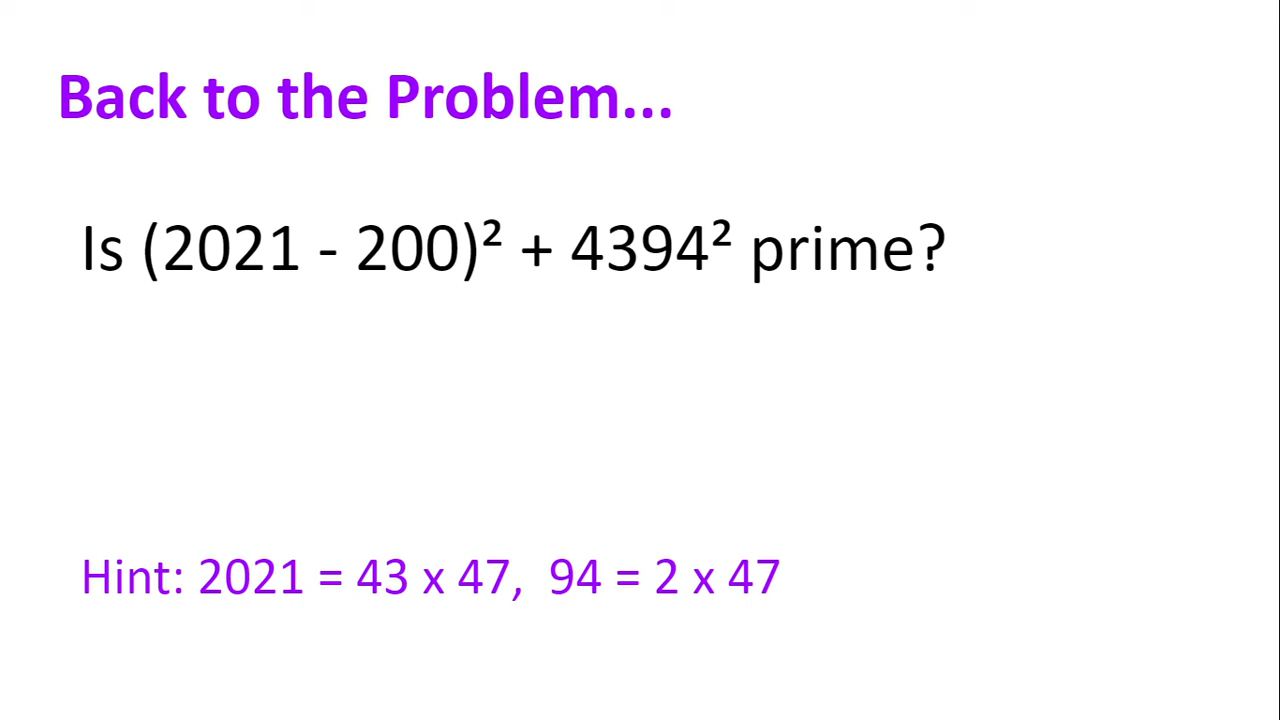 Back to the Problem...
Is (2021 - 200)² + 4394² prime?
Hint: 2021 = 43 x 47,  94 = 2 x 47